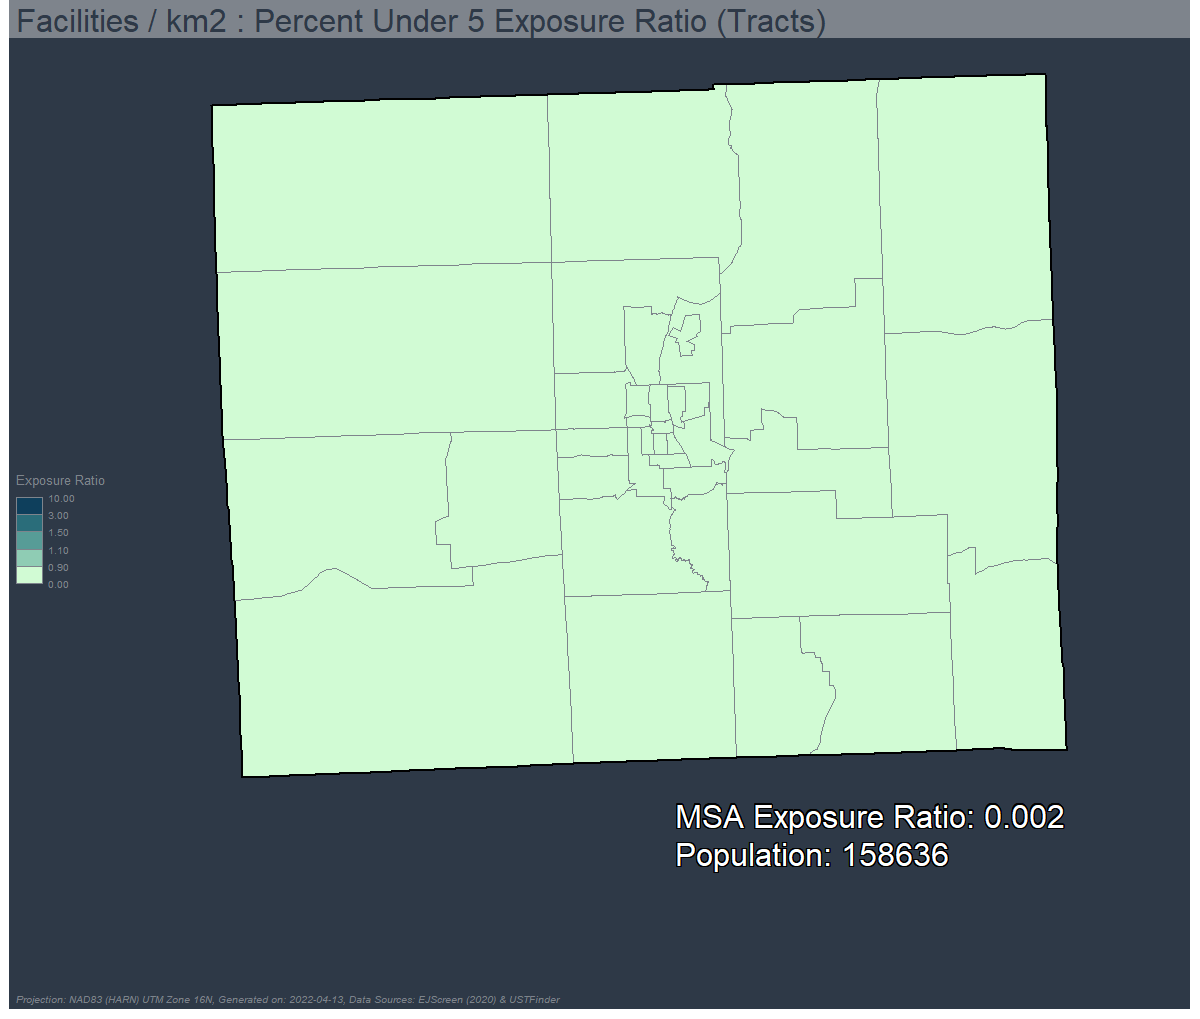 Facilities / km2 : Percent Under 5 Exposure Ratio (Tracts)
Exposure Ratio
10.00
3.00
1.50
1.10
0.90
0.00
MSA Exposure Ratio: 0.002
Population: 158636
Projection: NAD83 (HARN) UTM Zone 16N, Generated on: 2022-04-13, Data Sources: EJScreen (2020) & USTFinder